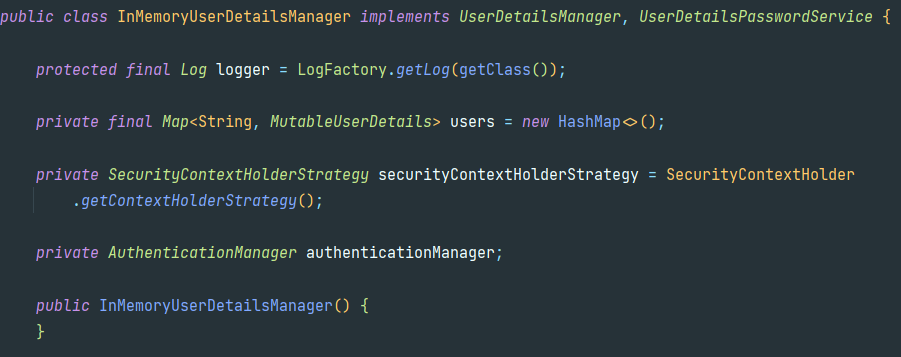 public class InMemoryUserDetailsManager implements UserDetailsManager, UserDetailsPasswordService {
protected final Log logger = LogFactory.getLog(getClass());
private final Map<String, MutableUserDetails> users = new HashMap<>();
private SecurityContextHolderStrategy securityContextHolderStrategy = SecurityContextHolder
.getContextHolderStrategy();
private AuthenticationManager authenticationManager;
public InMemoryUserDetailsManager() {
}